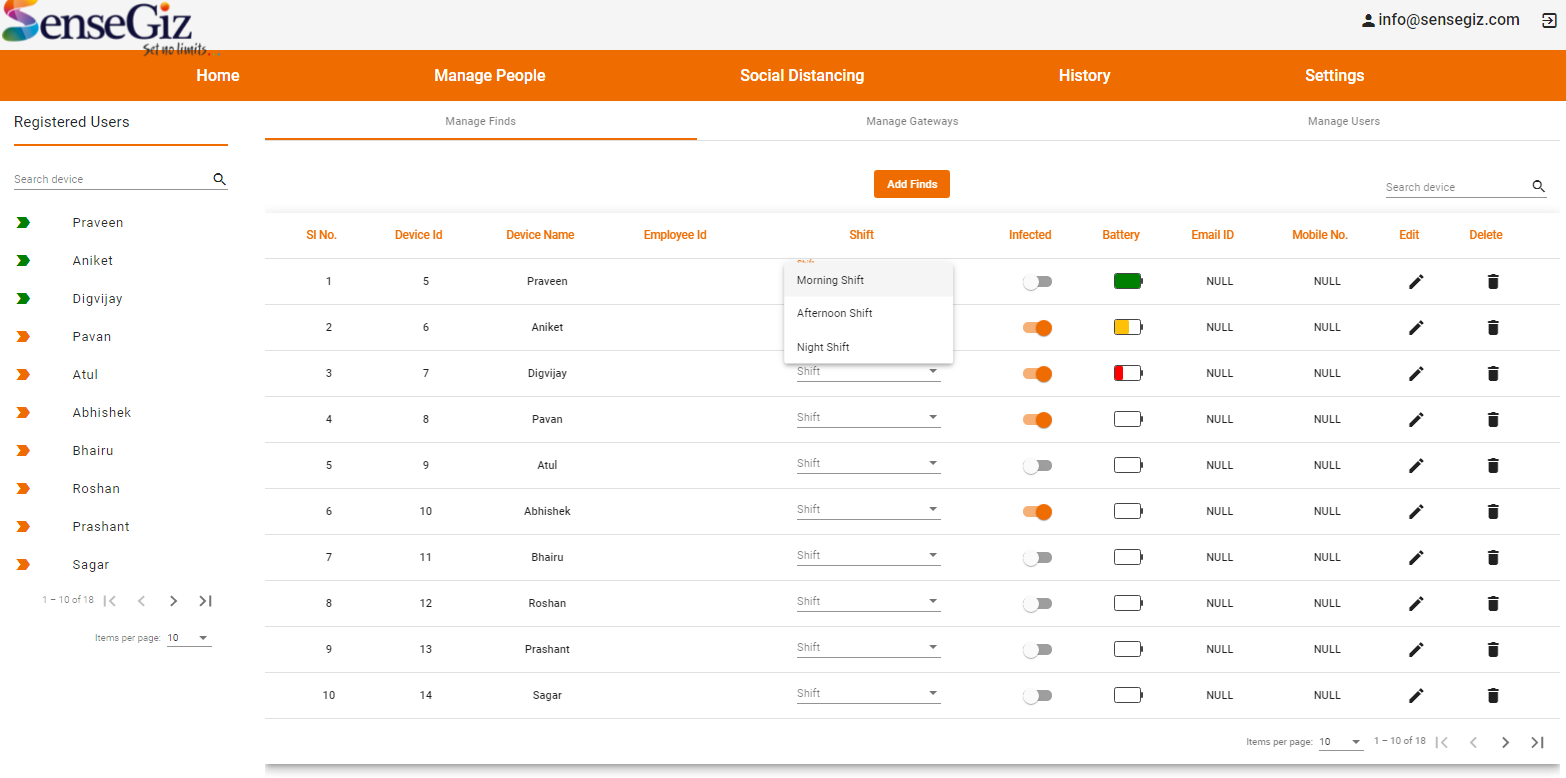 SenseGiz
Set no limits...
info@sensegiz.com
Home Manage People Social Distancing History Settings
Registered Users
Search device
Praveen
Aniket
Digvijay
Pavan
Atul
Abhishek
Bhairu
Roshan
Prashant
Sagar
1 – 10 of 18
Items per page: 10
Manage Finds Manage Gateways Manage Users
Add Finds
Search device
Sl No. Device Id Device Name Employee Id Shift Infected Battery Email ID Mobile No. Edit Delete
Shift
1 5 Praveen Morning Shift NULL NULL
Afternoon Shift
2 6 Aniket NULL NULL
Night Shift
3 7 Digvijay Shift NULL NULL
4 8 Pavan Shift NULL NULL
5 9 Atul Shift NULL NULL
6 10 Abhishek Shift NULL NULL
7 11 Bhairu Shift NULL NULL
8 12 Roshan Shift NULL NULL
9 13 Prashant Shift NULL NULL
10 14 Sagar Shift NULL NULL
Items per page: 10 1 – 10 of 18